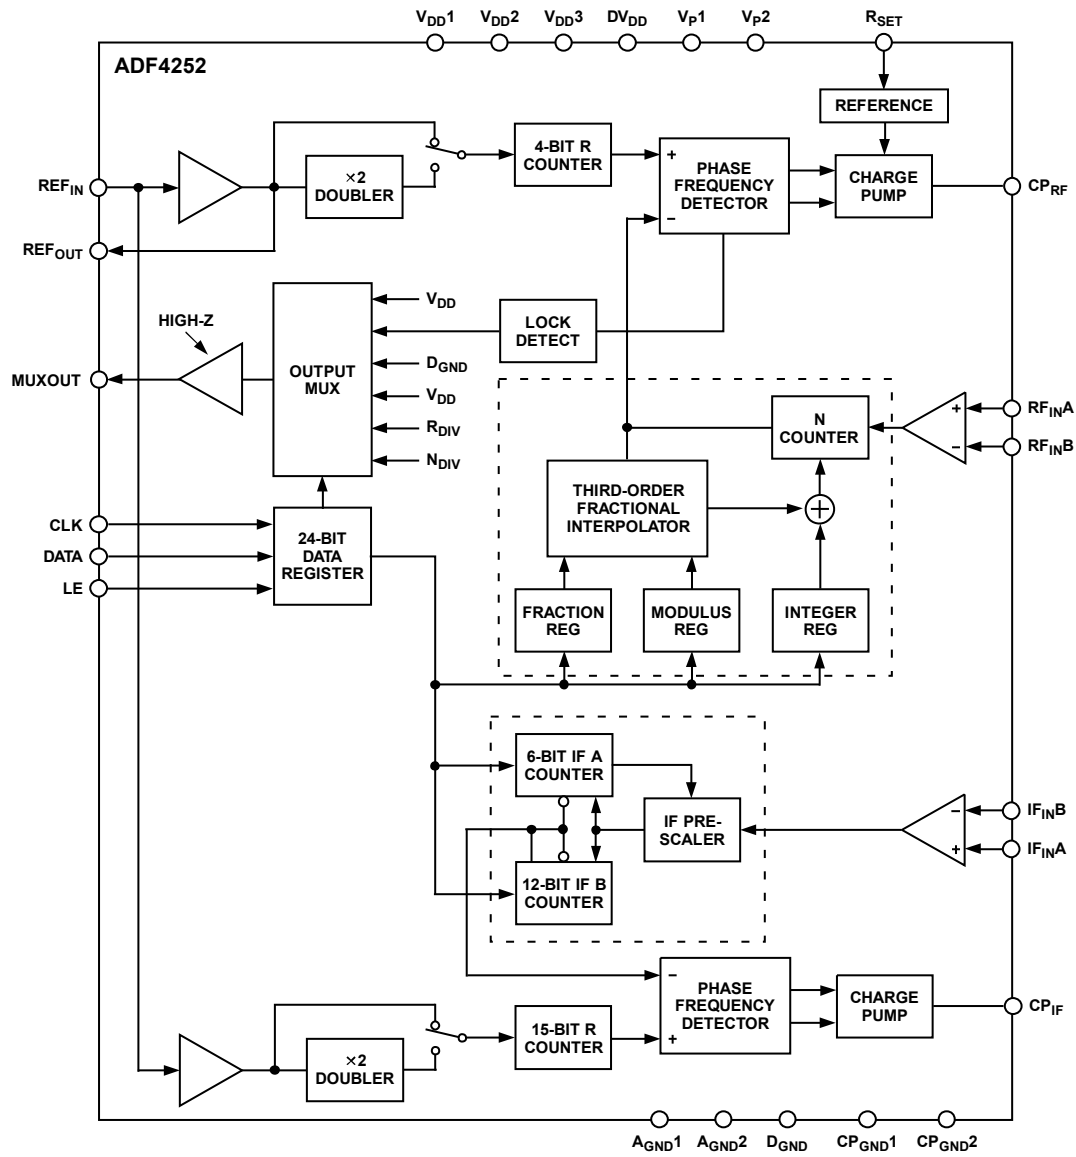 VDD1 VDD2 VDD3 DVDD VP1 VP2 RSET
ADF4252
REFERENCE
4-BIT R
COUNTER
+
−
PHASE
FREQUENCY
DETECTOR
CHARGE
PUMP
CPRF
REFIN
×2
DOUBLER
REFOUT
HIGH-Z
MUXOUT
OUTPUT
MUX
VDD
DGND
VDD
RDIV
NDIV
LOCK
DETECT
N
COUNTER
+
−
RFINA
RFINB
THIRD-ORDER
FRACTIONAL
INTERPOLATOR
+
CLK
DATA
LE
24-BIT
DATA
REGISTER
FRACTION
REG
MODULUS
REG
INTEGER
REG
6-BIT IF A
COUNTER
IF PRE-
SCALER
12-BIT IF B
COUNTER
−
+
IFINB
IFINA
−
+
PHASE
FREQUENCY
DETECTOR
CHARGE
PUMP
CPIF
15-BIT R
COUNTER
×2
DOUBLER
AGND1 AGND2 DGND CPGND1 CPGND2